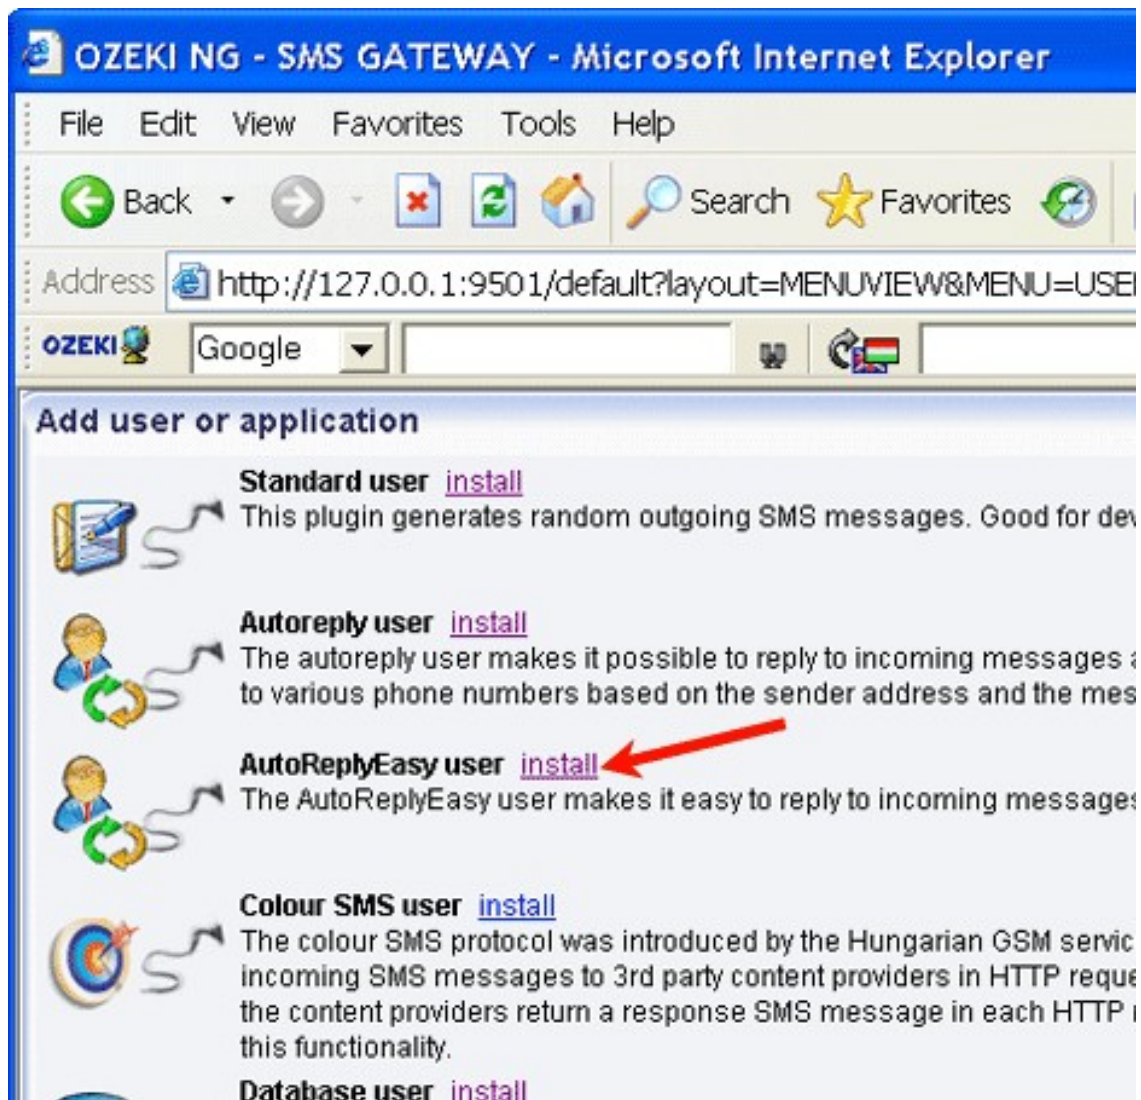 OZEKI NG - SMS GATEWAY - Microsoft Internet Explorer
File Edit View Favorites Tools Help
Back Search Favorites
Address http://127.0.0.1:9501/default?layout=MENUVIEW&MENU=USE
OZEKI Google
Add user or application
Standard user install
This plugin generates random outgoing SMS messages. Good for dev
Autoreply user install
The autoreply user makes it possible to reply to incoming messages a
to various phone numbers based on the sender address and the mes
AutoReplyEasy user install
The AutoReplyEasy user makes it easy to reply to incoming messages
Colour SMS user install
The colour SMS protocol was introduced by the Hungarian GSM servic
incoming SMS messages to 3rd party content providers in HTTP reque
the content providers return a response SMS message in each HTTP
this functionality.
Database user install